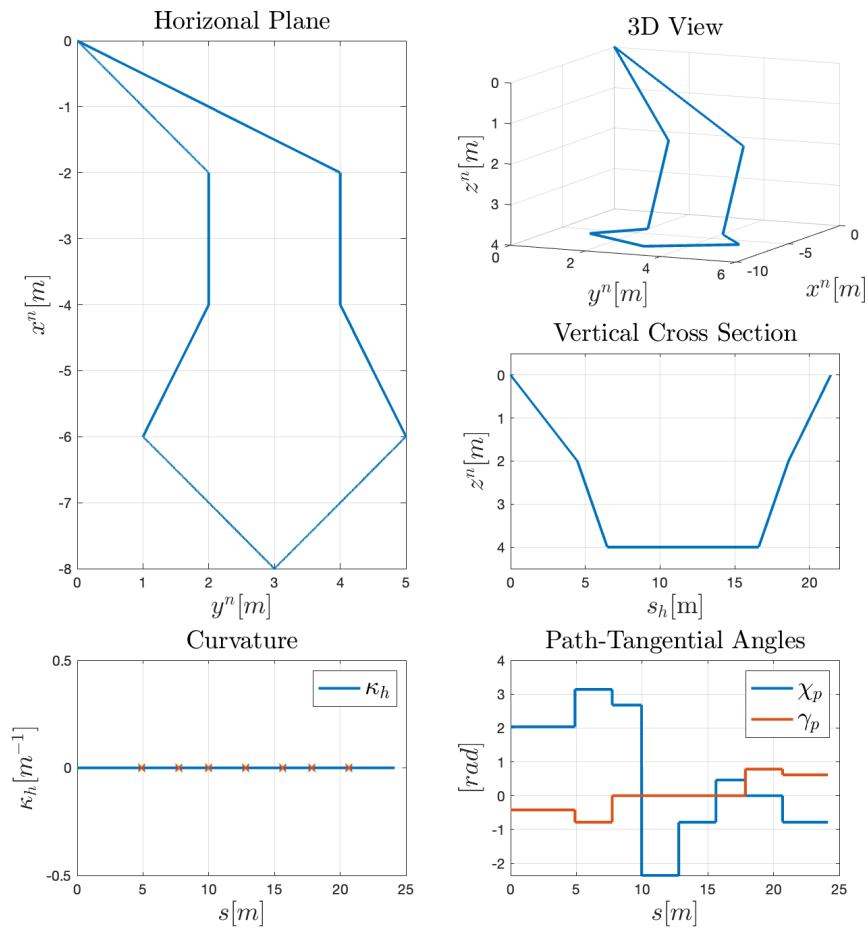 Horizonal Plane
0
-1
-2
-3
-4
-5
-6
-7
-8
x^n[m]
0 1 2 3 4 5
y^n[m]
3D View
0
1
2
3
4
z^n[m]
0 2 4 6
y^n[m]
-10 -5 0
x^n[m]
Vertical Cross Section
0
1
2
3
4
z^n[m]
0 5 10 15 20
s_h[m]
Curvature
0.5
0
-0.5
κ_h[m^{-1}]
κ_h
0 5 10 15 20 25
s[m]
Path-Tangential Angles
4
3
2
1
0
-1
-2
[rad]
χ_p
γ_p
0 5 10 15 20 25
s[m]